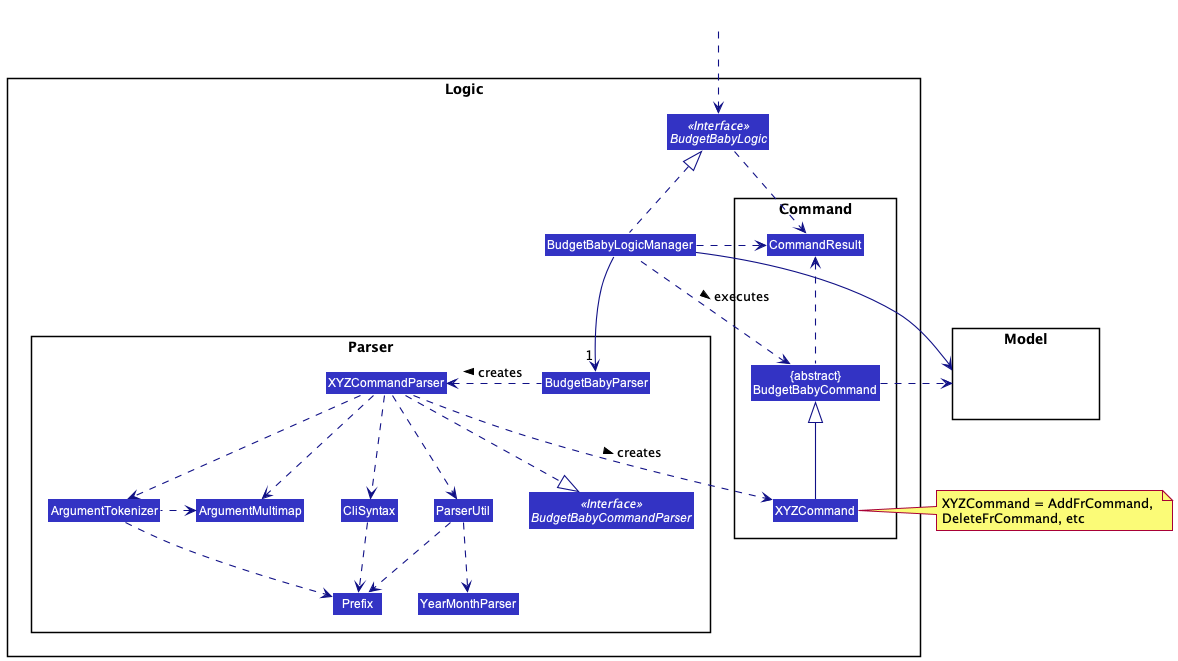 Logic
«Interface»
BudgetBabyLogic
Command
BudgetBabyLogicManager
CommandResult
executes
Model
Parser
1
creates
XYZCommandParser
BudgetBabyParser
{abstract}
BudgetBabyCommand
creates
ArgumentTokenizer
ArgumentMultimap
CliSyntax
ParserUtil
«Interface»
BudgetBabyCommandParser
XYZCommand
XYZCommand = AddFrCommand,
DeleteFrCommand, etc
Prefix
YearMonthParser